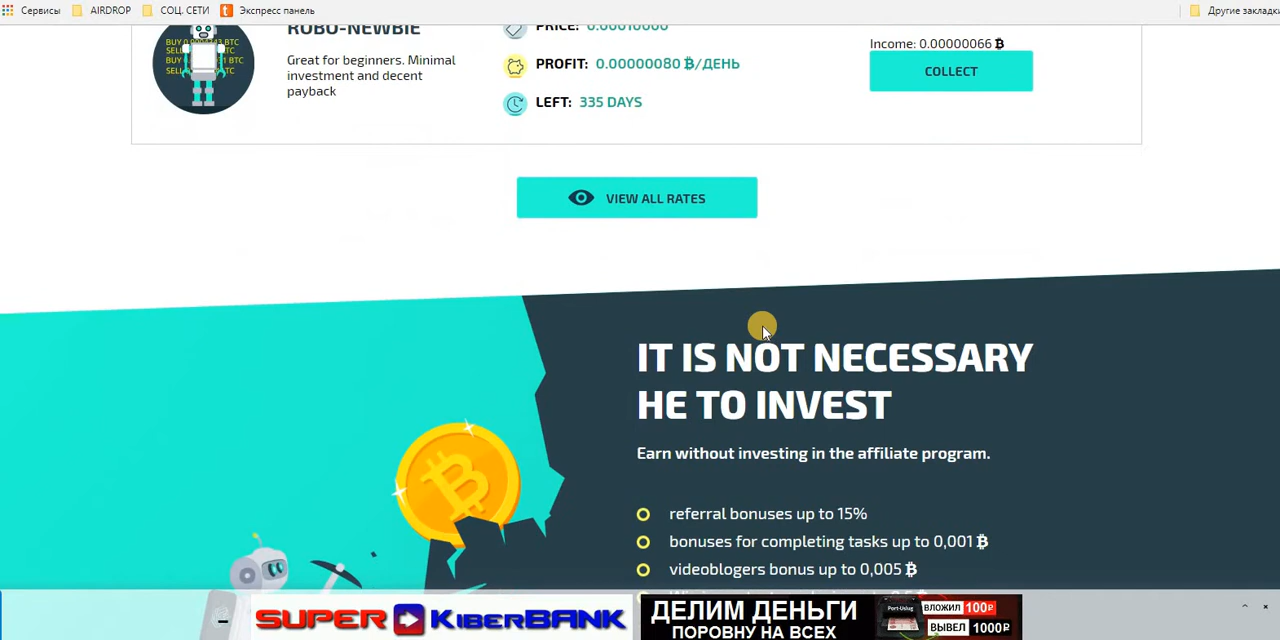 Сервисы AIRDROP СОЦ. СЕТИ Экспресс панель Другие закладки
ROBO-NEWBIE
Great for beginners. Minimal
investment and decent
payback
PRICE: 0.00010000
PROFIT: 0.00000080 ₿/ДЕНЬ
LEFT: 335 DAYS
Income: 0.00000066 ₿
COLLECT
VIEW ALL RATES
IT IS NOT NECESSARY
HE TO INVEST
Earn without investing in the affiliate program.
referral bonuses up to 15%
bonuses for completing tasks up to 0,001 ₿
videoblogers bonus up to 0,005 ₿
SUPER KIBERBANK
ДЕЛИМ ДЕНЬГИ
ПОРОВНУ НА ВСЕХ
Port-Uslug
ВЛОЖИЛ 100₽
ВЫВЕЛ 1000₽